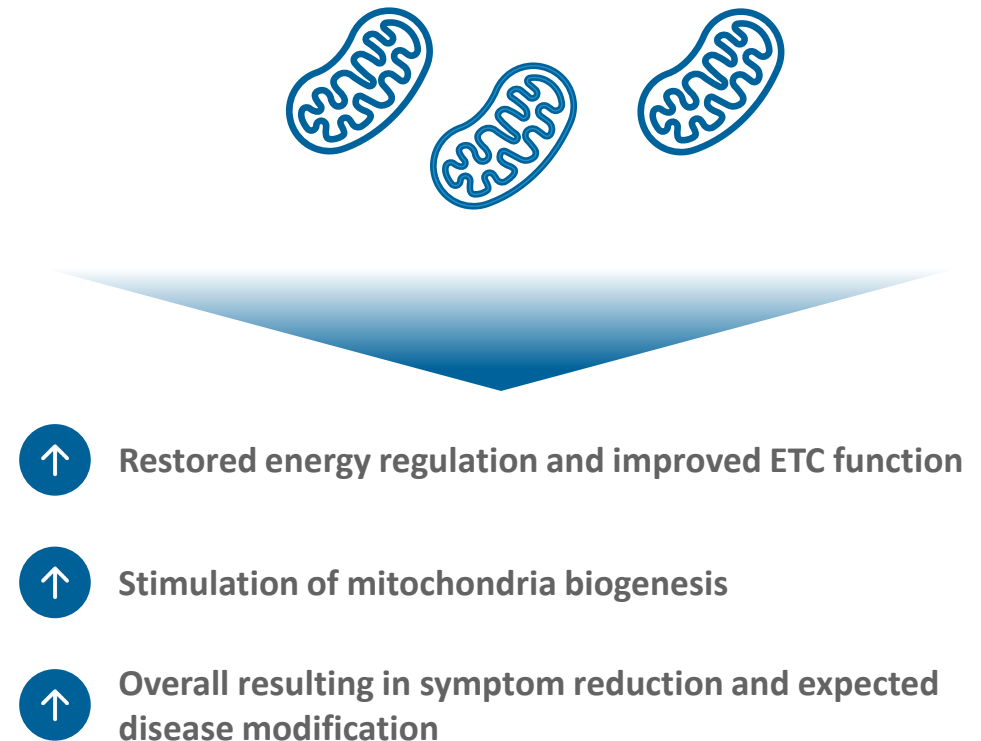 Restored energy regulation and improved ETC function
Stimulation of mitochondria biogenesis
Overall resulting in symptom reduction and expected
disease modification